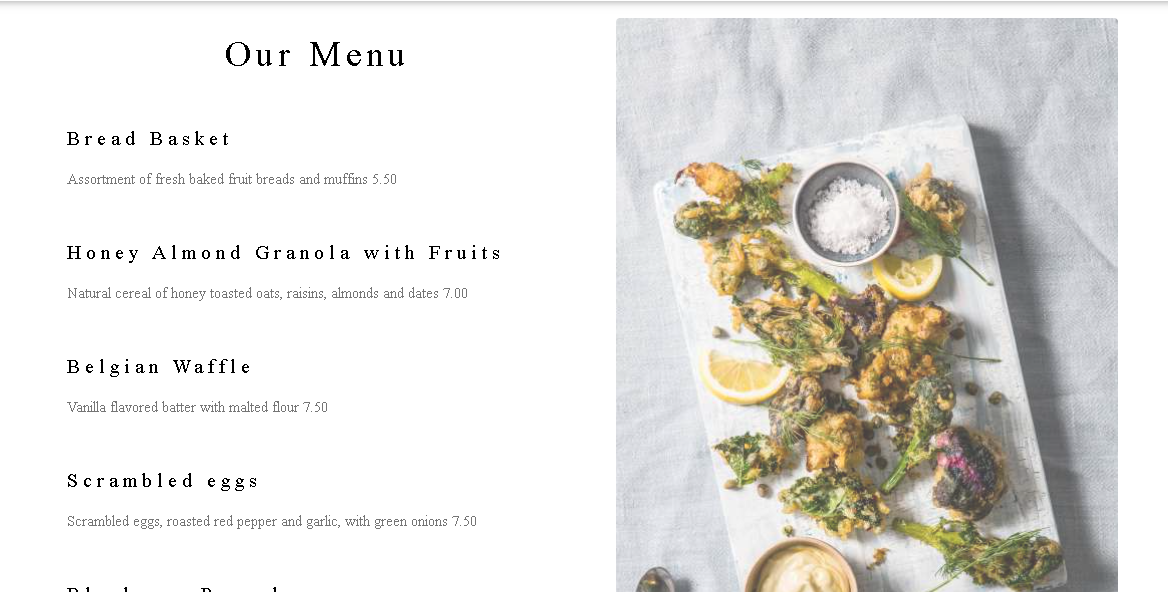 Our Menu
Bread Basket
Assortment of fresh baked fruit breads and muffins 5.50
Honey Almond Granola with Fruits
Natural cereal of honey toasted oats, raisins, almonds and dates 7.00
Belgian Waffle
Vanilla flavored batter with malted flour 7.50
Scrambled eggs
Scrambled eggs, roasted red pepper and garlic, with green onions 7.50